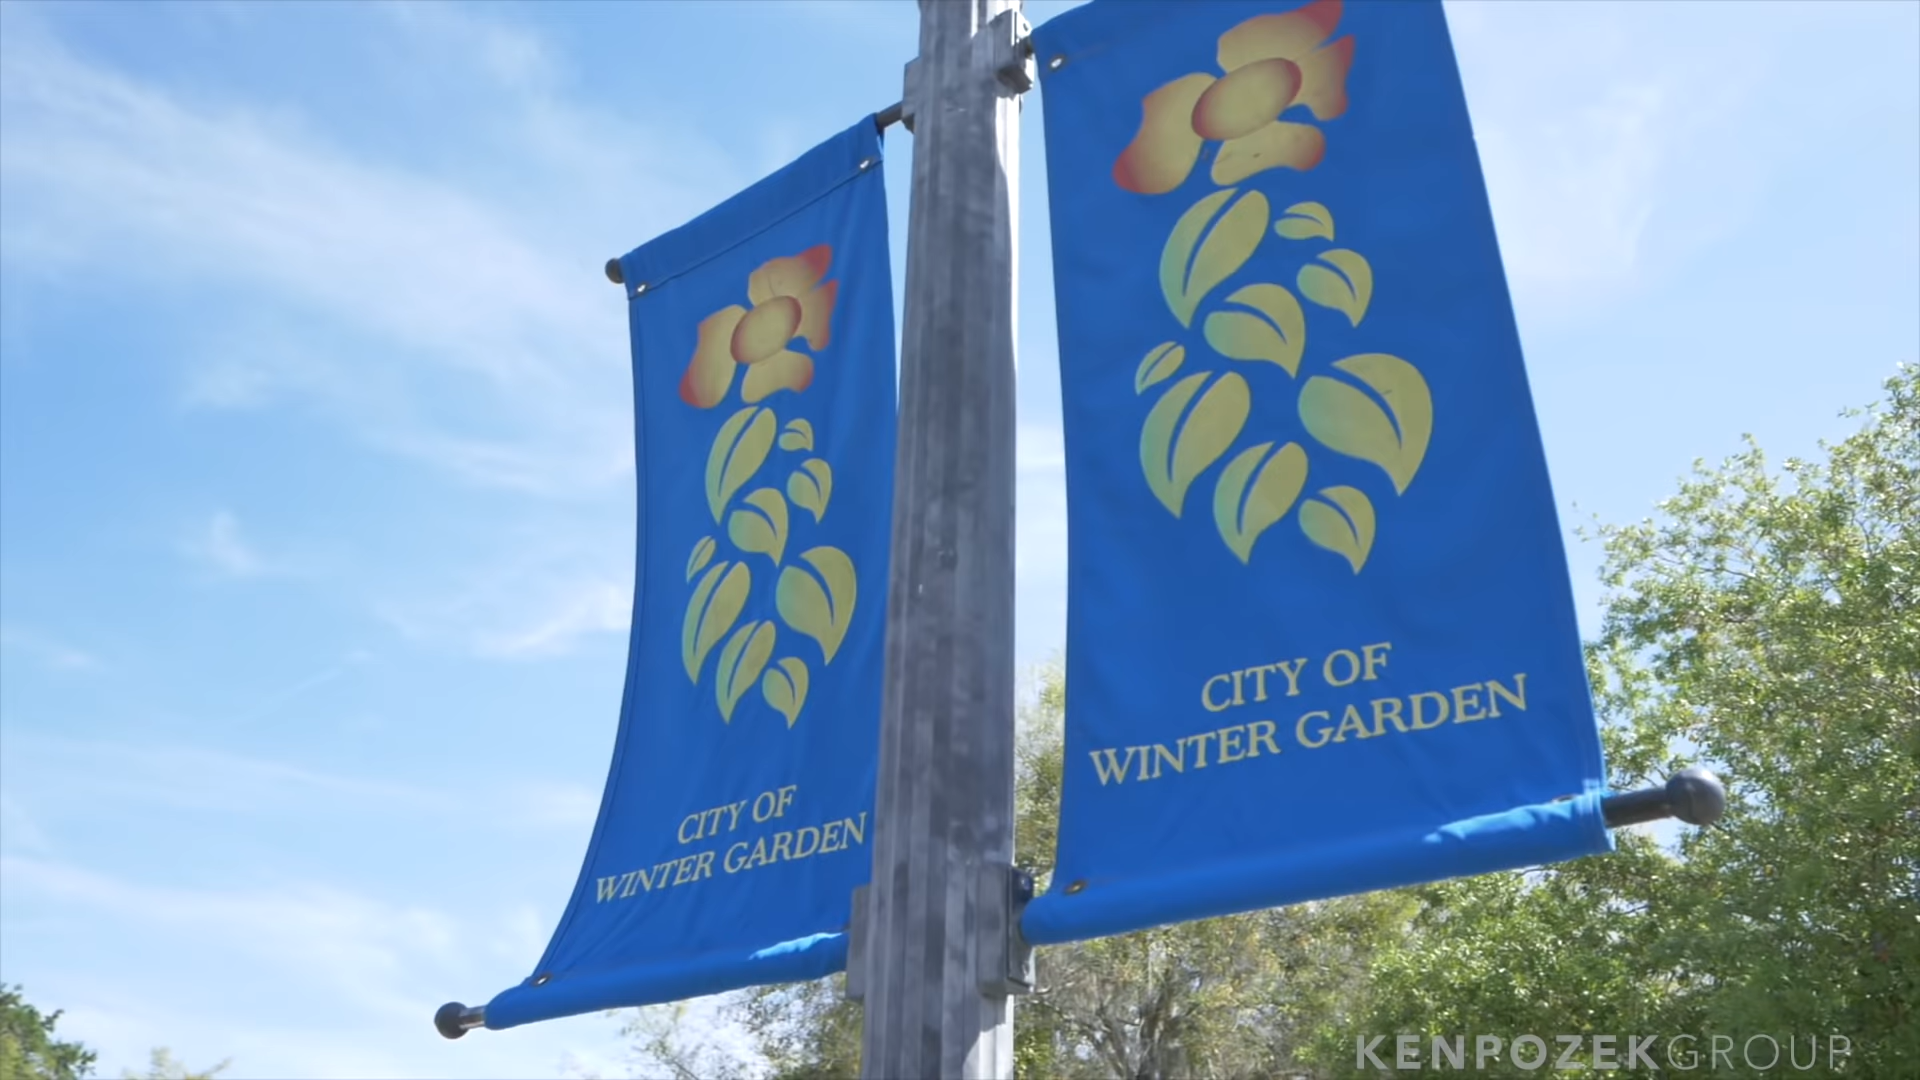 CITY OF
WINTER GARDEN
CITY OF
WINTER GARDEN
KENPOZEKGROUP